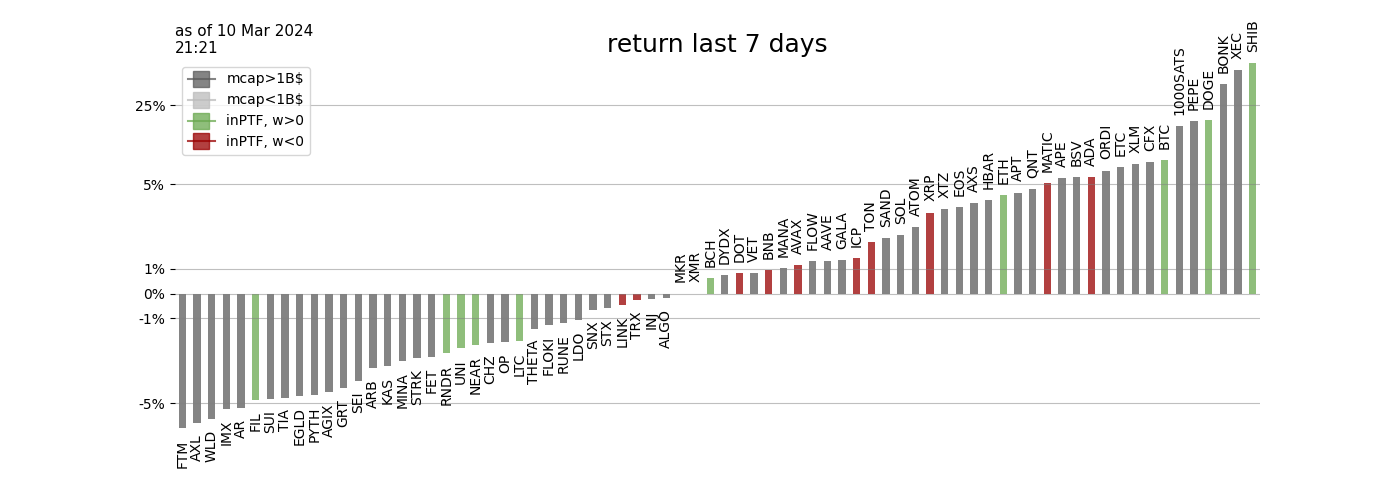 as of 10 Mar 2024
21:21
return last 7 days
mcap>1B$
mcap<1B$
inPTF, w>0
inPTF, w<0
25%
5%
1%
0%
-1%
-5%
FTM
AXL
WLD
IMX
AR
FIL
SUI
TIA
EGLD
PYTH
AGIX
GRT
SEI
ARB
KAS
MINA
STRK
FET
RNDR
UNI
NEAR
CHZ
OP
LTC
THETA
FLOKI
RUNE
LDO
SNX
STX
LINK
TRX
INJ
ALGO
MKR
XMR
BCH
DYDX
DOT
VET
BNB
MANA
AVAX
FLOW
AAVE
GALA
ICP
TON
SAND
SOL
ATOM
XRP
XTZ
EOS
AXS
HBAR
ETH
APT
QNT
MATIC
APE
BSV
ADA
ORDI
ETC
XLM
CFX
BTC
1000SATS
PEPE
DOGE
BONK
XEC
SHIB